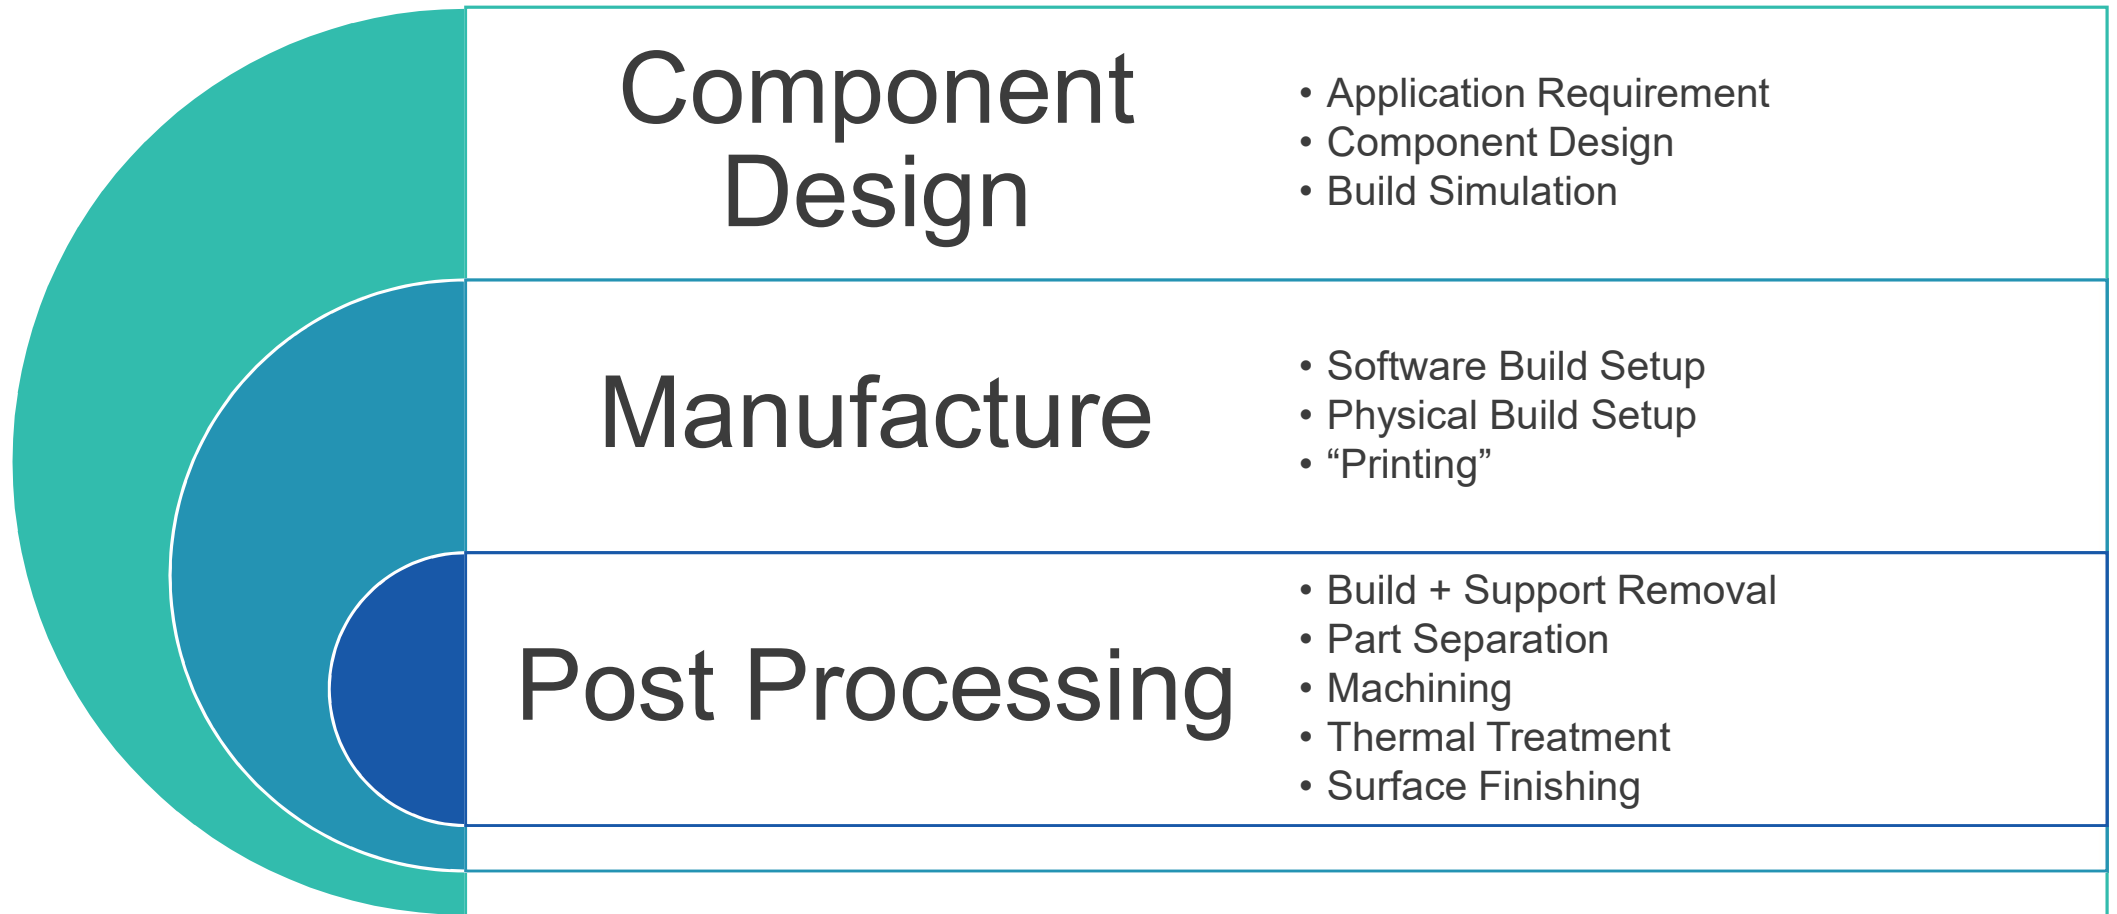 Component
Design
• Application Requirement
• Component Design
• Build Simulation
Manufacture
• Software Build Setup
• Physical Build Setup
• “Printing”
Post Processing
• Build + Support Removal
• Part Separation
• Machining
• Thermal Treatment
• Surface Finishing